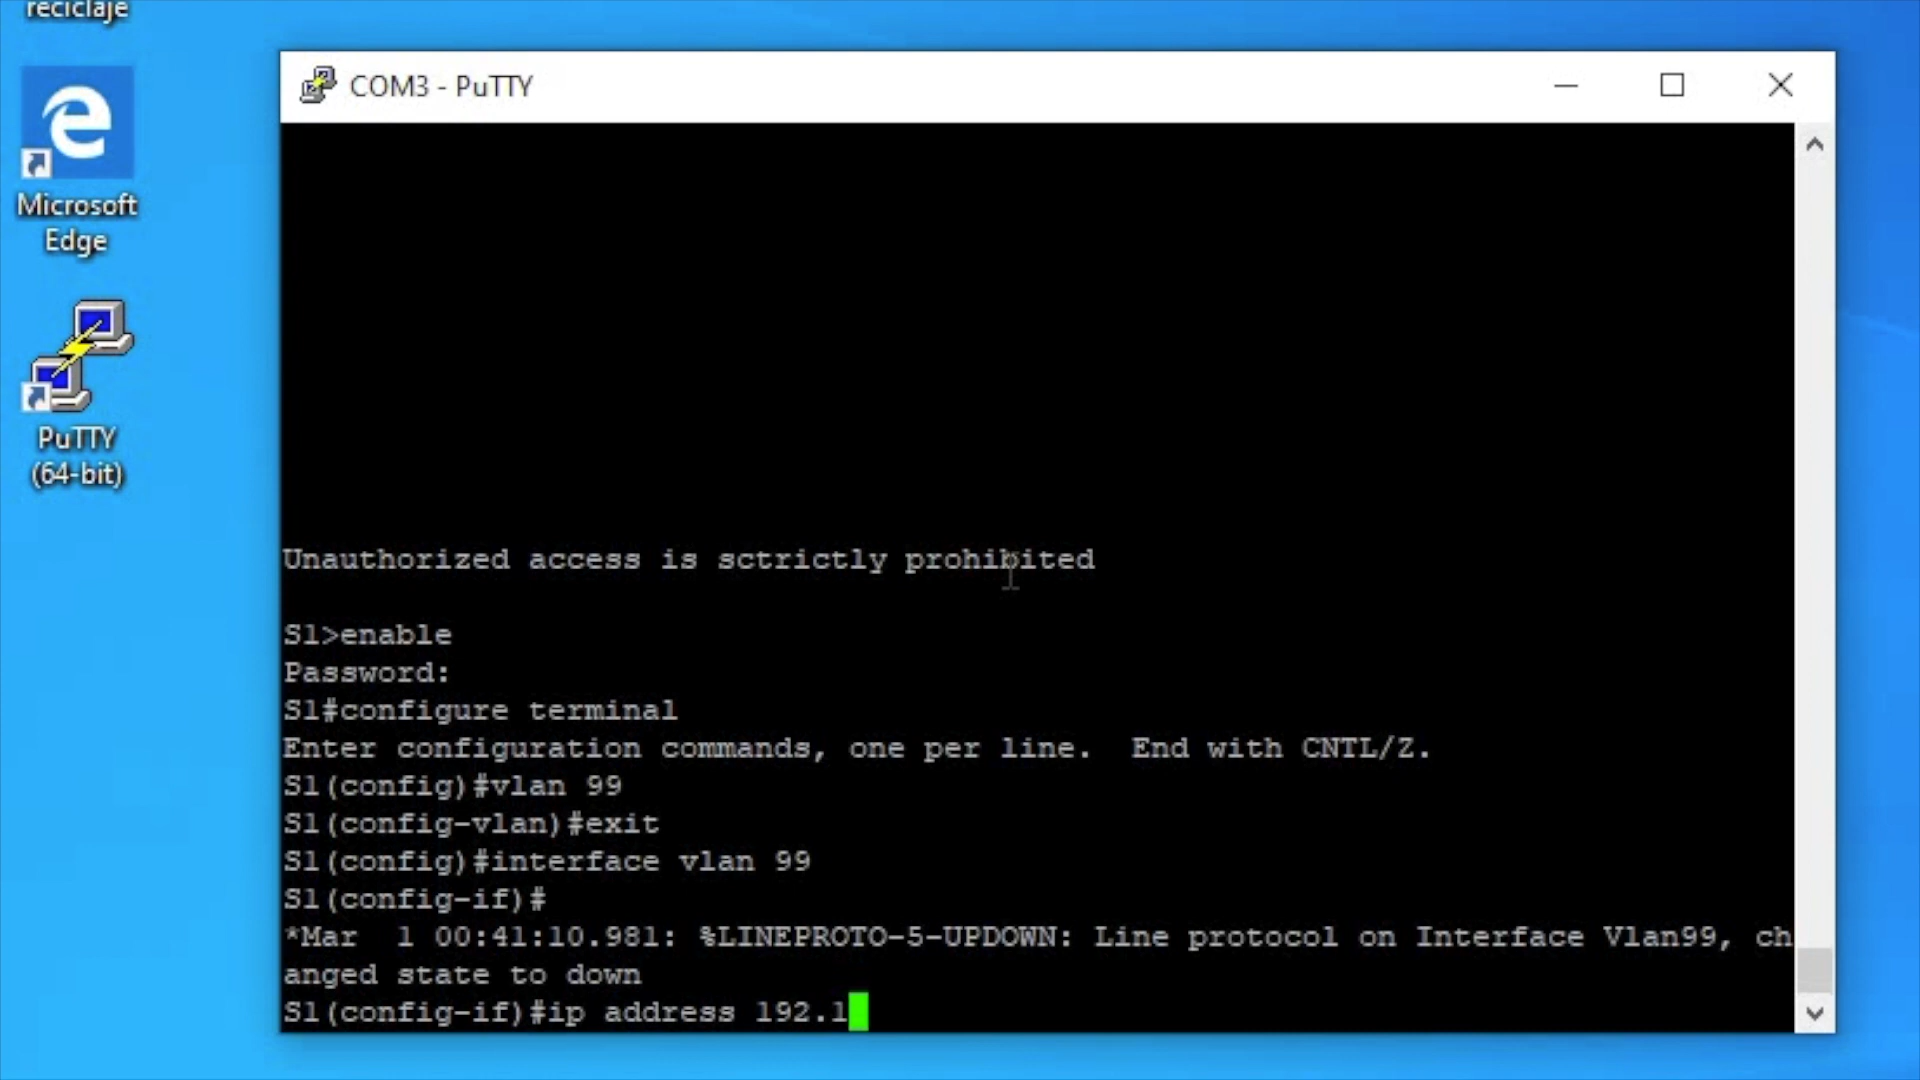 reciclaje
Microsoft
Edge
PuTTY
(64-bit)
COM3 - PuTTY
Unauthorized access is sctrictly prohibited
S1>enable
Password:
S1#configure terminal
Enter configuration commands, one per line.  End with CNTL/Z.
S1(config)#vlan 99
S1(config-vlan)#exit
S1(config)#interface vlan 99
S1(config-if)#
*Mar  1 00:41:10.981: %LINEPROTO-5-UPDOWN: Line protocol on Interface Vlan99, ch
anged state to down
S1(config-if)#ip address 192.1